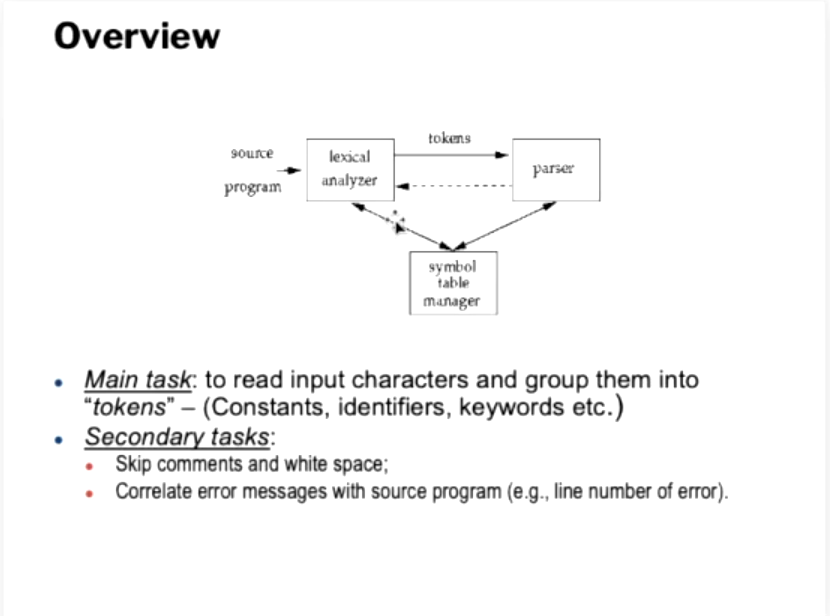 Overview
tokens
source
program
lexical
analyzer
parser
symbol
table
manager
• Main task: to read input characters and group them into
“tokens” – (Constants, identifiers, keywords etc.)
• Secondary tasks:
• Skip comments and white space;
• Correlate error messages with source program (e.g., line number of error).